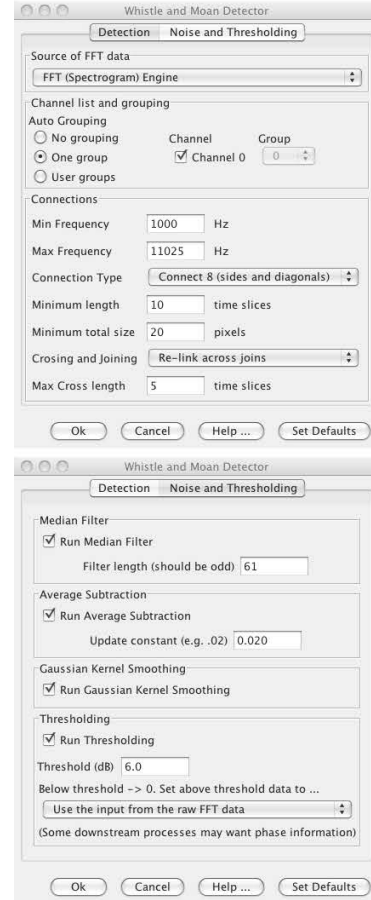 Whistle and Moan Detector
Detection Noise and Thresholding
Source of FFT data
FFT (Spectrogram) Engine
Channel list and grouping
Auto Grouping
No grouping Channel Group
One group Channel 0 0
User groups
Connections
Min Frequency 1000 Hz
Max Frequency 11025 Hz
Connection Type Connect 8 (sides and diagonals)
Minimum length 10 time slices
Minimum total size 20 pixels
Crosing and Joining Re-link across joins
Max Cross length 5 time slices
Ok Cancel Help ... Set Defaults
Whistle and Moan Detector
Detection Noise and Thresholding
Median Filter
Run Median Filter
Filter length (should be odd) 61
Average Subtraction
Run Average Subtraction
Update constant (e.g. .02) 0.020
Gaussian Kernel Smoothing
Run Gaussian Kernel Smoothing
Thresholding
Run Thresholding
Threshold (dB) 6.0
Below threshold -> 0. Set above threshold data to ...
Use the input from the raw FFT data
(Some downstream processes may want phase information)
Ok Cancel Help ... Set Defaults